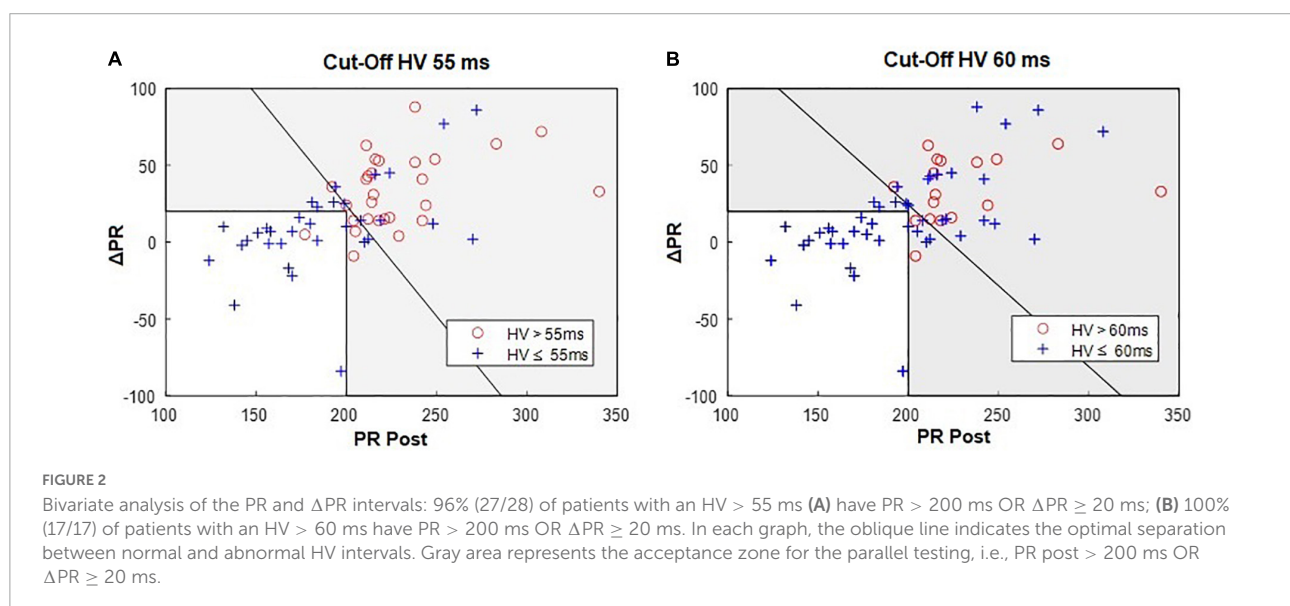 A
Cut-Off HV 55 ms
ΔPR
100
50
0
-50
-100
100
150
200
250
300
350
PR Post
HV > 55ms
HV ≤ 55ms
B
Cut-Off HV 60 ms
ΔPR
100
50
0
-50
-100
100
150
200
250
300
350
PR Post
HV > 60ms
HV ≤ 60ms
FIGURE 2
Bivariate analysis of the PR and ΔPR intervals: 96% (27/28) of patients with an HV > 55 ms (A) have PR > 200 ms OR ΔPR ≥ 20 ms; (B) 100%
(17/17) of patients with an HV > 60 ms have PR > 200 ms OR ΔPR ≥ 20 ms. In each graph, the oblique line indicates the optimal separation
between normal and abnormal HV intervals. Gray area represents the acceptance zone for the parallel testing, i.e., PR post > 200 ms OR
ΔPR ≥ 20 ms.